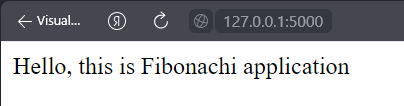 Visual...
Я
127.0.0.1:5000
Hello, this is Fibonachi application